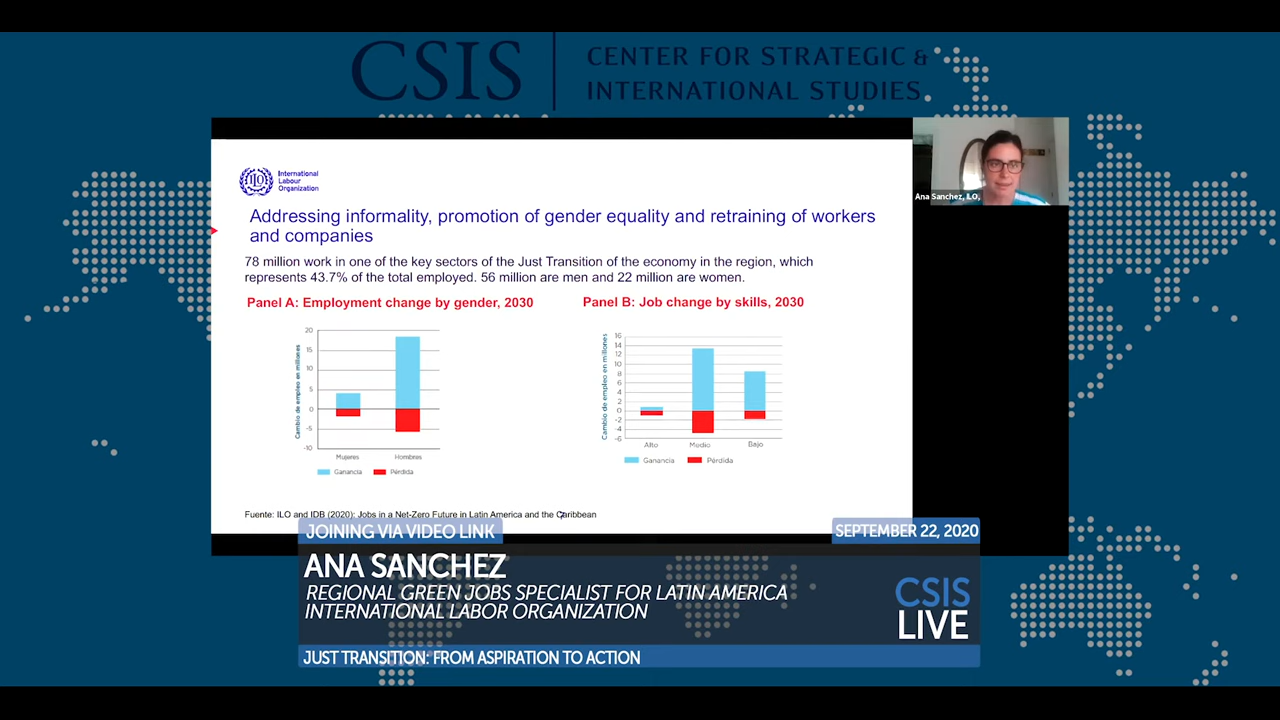 CSIS
CENTER FOR STRATEGIC &
INTERNATIONAL STUDIES
International
Labour
Organization
Addressing informality, promotion of gender equality and retraining of workers
and companies
78 million work in one of the key sectors of the Just Transition of the economy in the region, which
represents 43.7% of the total employed. 56 million are men and 22 million are women.
Panel A: Employment change by gender, 2030
Cambio de empleo en millones
20
15
10
5
0
-5
-10
Mujeres
Hombres
Ganancia
Pérdida
Panel B: Job change by skills, 2030
Cambio de empleo en millones
16
14
12
10
8
6
4
2
0
-2
-4
-6
Alto
Medio
Bajo
Ganancia
Pérdida
Fuente: ILO and IDB (2020): Jobs in a Net-Zero Future in Latin America and the Caribbean
7
Ana Sanchez, ILO,
JOINING VIA VIDEO LINK
SEPTEMBER 22, 2020
ANA SANCHEZ
REGIONAL GREEN JOBS SPECIALIST FOR LATIN AMERICA
INTERNATIONAL LABOR ORGANIZATION
CSIS
LIVE
JUST TRANSITION: FROM ASPIRATION TO ACTION